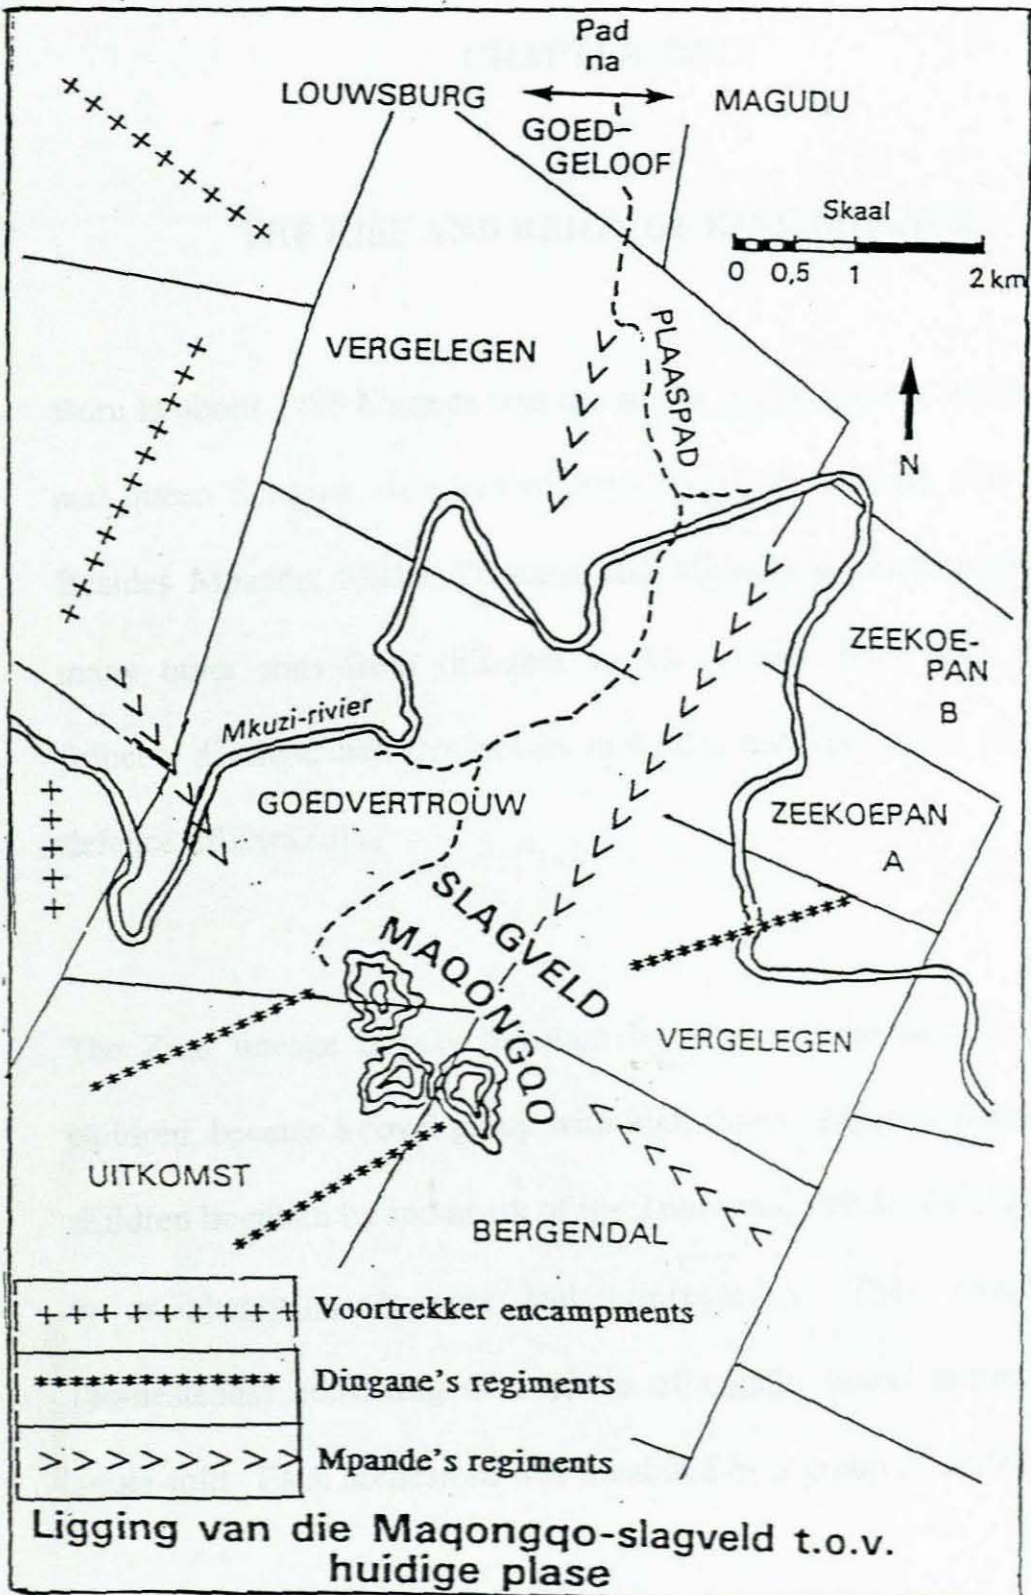 Pad
na
LOUWSBURG
MAGUDU
GOED-
GELOOF
Skaal
0 0,5 1 2 km
VERGELEGEN
PLAASPAD
N
ZEEKOE-
PAN
B
Mkuzi-rivier
GOEDVERTROUW
ZEEKOEPAN
A
SLAGVELD
MAQONGQO
VERGELEGEN
UITKOMST
BERGENDAL
Voortrekker encampments
Dingane's regiments
Mpande's regiments
Ligging van die Maqongqo-slagveld t.o.v.
huidige plase